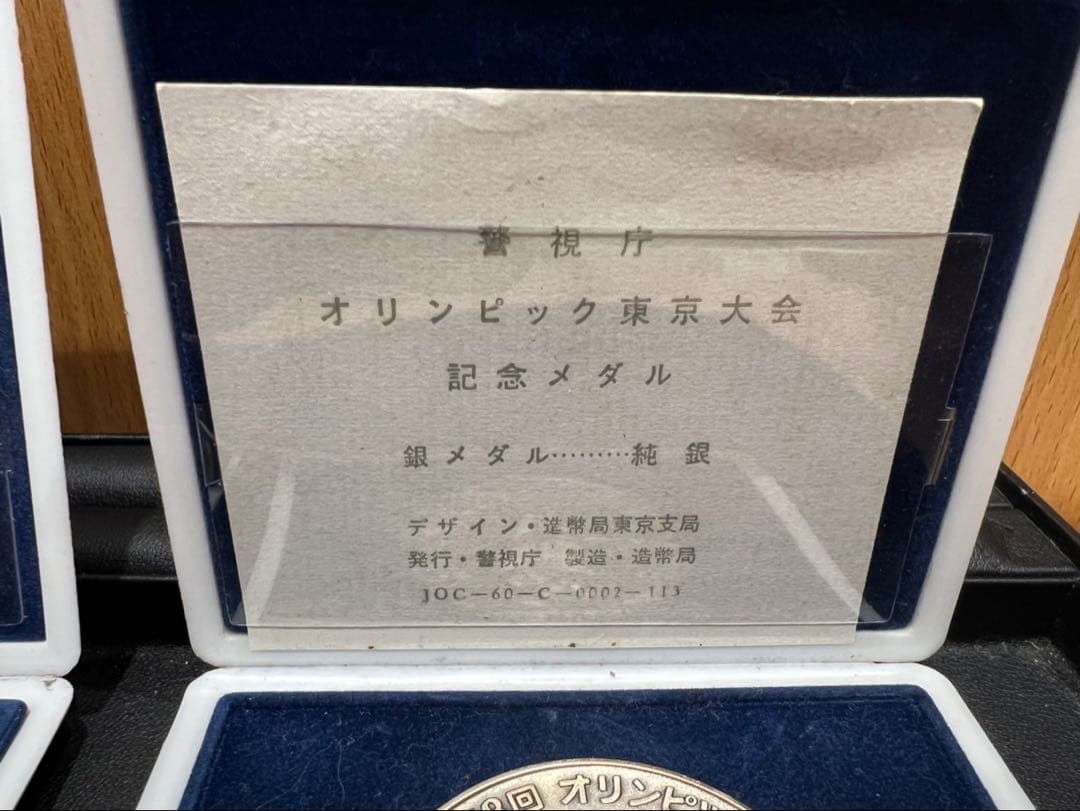 警視庁
オリンピック東京大会
記念メダル
銀メダル………純銀
デザイン・造幣局東京支局
発行・警視庁 製造・造幣局
JOC－60－C－0002－113
8回 オリンピッ